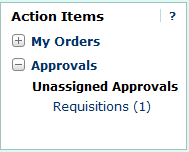 Action Items ?
My Orders
Approvals
Unassigned Approvals
Requisitions (1)